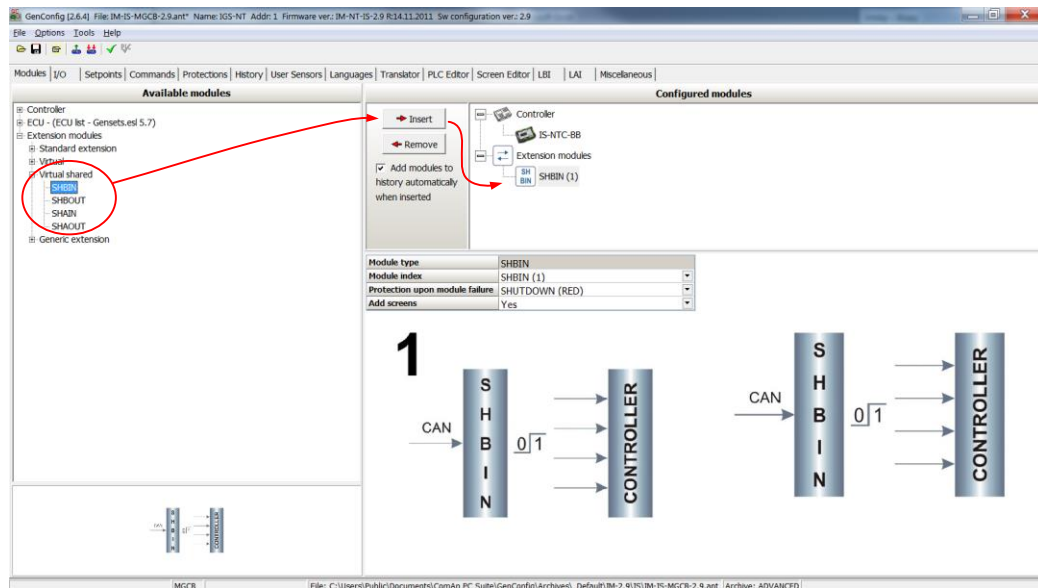 GenConfig [2.6.4] File: IM-IS-MGCB-2.9.ant* Name: IGS-NT Addr: 1 Firmware ver.: IM-NT-IS-2.9 R:14.11.2011 Sw configuration ver.: 2.9
File Options Tools Help
Modules I/O Setpoints Commands Protections History User Sensors Languages Translator PLC Editor Screen Editor LBI LAI Miscellaneous
Available modules
Controller
ECU - (ECU list - Gensets.esl 5.7)
Extension modules
Standard extension
Virtual
Virtual shared
SHBIN
SHBOUT
SHAIN
SHAOUT
Generic extension
Configured modules
Insert
Remove
Add modules to
history automatically
when inserted
Controller
IS-NTC-BB
Extension modules
SH
BIN
SHBIN (1)
Module type SHBIN
Module index SHBIN (1)
Protection upon module failure SHUTDOWN (RED)
Add screens Yes
1
CAN
SHBIN
0 1
CONTROLLER
CAN
SHBIN
0 1
CONTROLLER
CAN
SHBIN
CONTROLLER
MGCB
File: C:\Users\Public\Documents\ComAp PC Suite\GenConfig\Archives\_Default\IM-2.9\IS\IM-IS-MGCB-2.9.ant Archive: ADVANCED